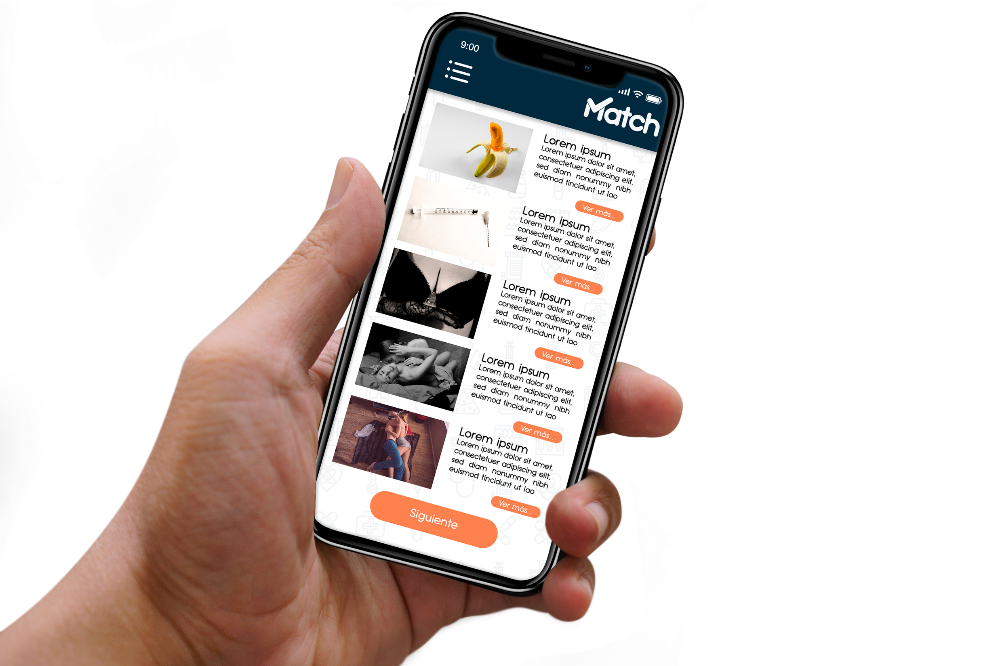 9:00
Match
Lorem ipsum
Lorem ipsum dolor sit amet,
consectetuer adipiscing elit,
sed diam nonummy nibh
euismod tincidunt ut lao
Ver más...
Lorem ipsum
Lorem ipsum dolor sit amet,
consectetuer adipiscing elit,
sed diam nonummy nibh
euismod tincidunt ut lao
Ver más...
Lorem ipsum
Lorem ipsum dolor sit amet,
consectetuer adipiscing elit,
sed diam nonummy nibh
euismod tincidunt ut lao
Ver más...
Lorem ipsum
Lorem ipsum dolor sit amet,
consectetuer adipiscing elit,
sed diam nonummy nibh
euismod tincidunt ut lao
Ver más...
Lorem ipsum
Lorem ipsum dolor sit amet,
consectetuer adipiscing elit,
sed diam nonummy nibh
euismod tincidunt ut lao
Ver más...
Siguiente